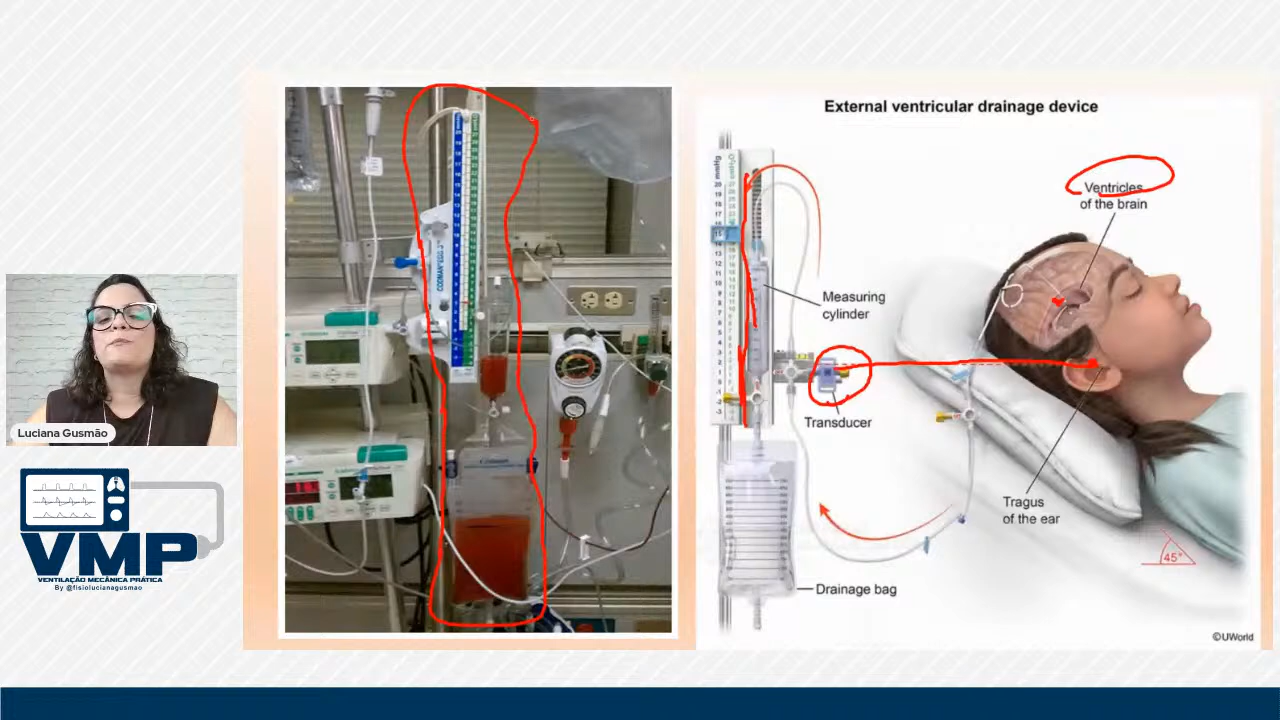 External ventricular drainage device
mmHg
Ventricles
of the brain
Measuring
cylinder
Transducer
Tragus
of the ear
45°
Drainage bag
©UWorld
Luciana Gusmão
VMP
VENTILAÇÃO MECÂNICA PRÁTICA
By @fisiolucianagusmao